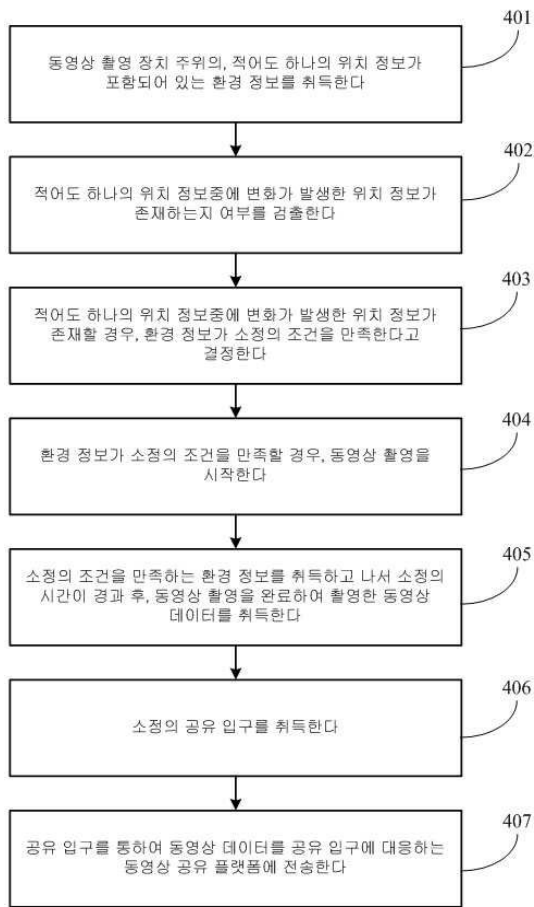 401
동영상 촬영 장치 주위의, 적어도 하나의 위치 정보가
포함되어 있는 환경 정보를 취득한다
402
적어도 하나의 위치 정보중에 변화가 발생한 위치 정보가
존재하는지 여부를 검출한다
403
적어도 하나의 위치 정보중에 변화가 발생한 위치 정보가
존재할 경우, 환경 정보가 소정의 조건을 만족한다고
결정한다
404
환경 정보가 소정의 조건을 만족할 경우, 동영상 촬영을
시작한다
405
소정의 조건을 만족하는 환경 정보를 취득하고 나서 소정의
시간이 경과 후, 동영상 촬영을 완료하여 촬영한 동영상
데이터를 취득한다
406
소정의 공유 입구를 취득한다
407
공유 입구를 통하여 동영상 데이터를 공유 입구에 대응하는
동영상 공유 플랫폼에 전송한다